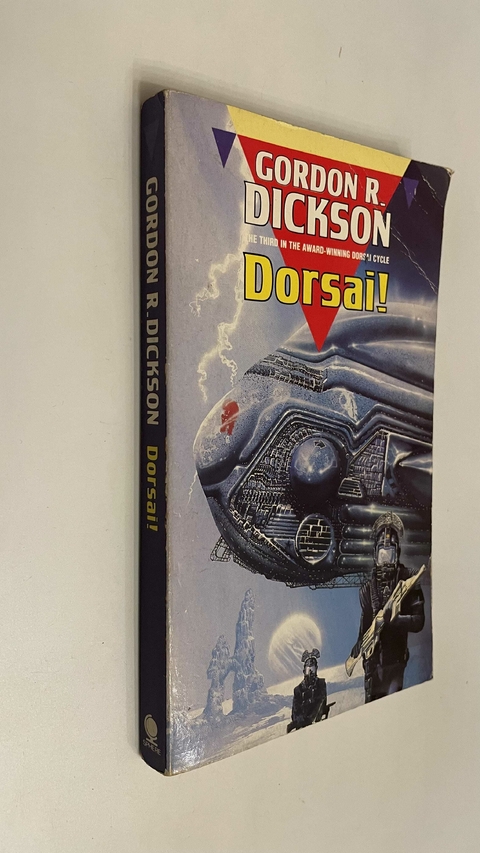 GORDON R.
DICKSON
THE THIRD IN THE AWARD-WINNING DORSAI CYCLE
Dorsai!
GORDON R. DICKSON Dorsai!
SPHERE